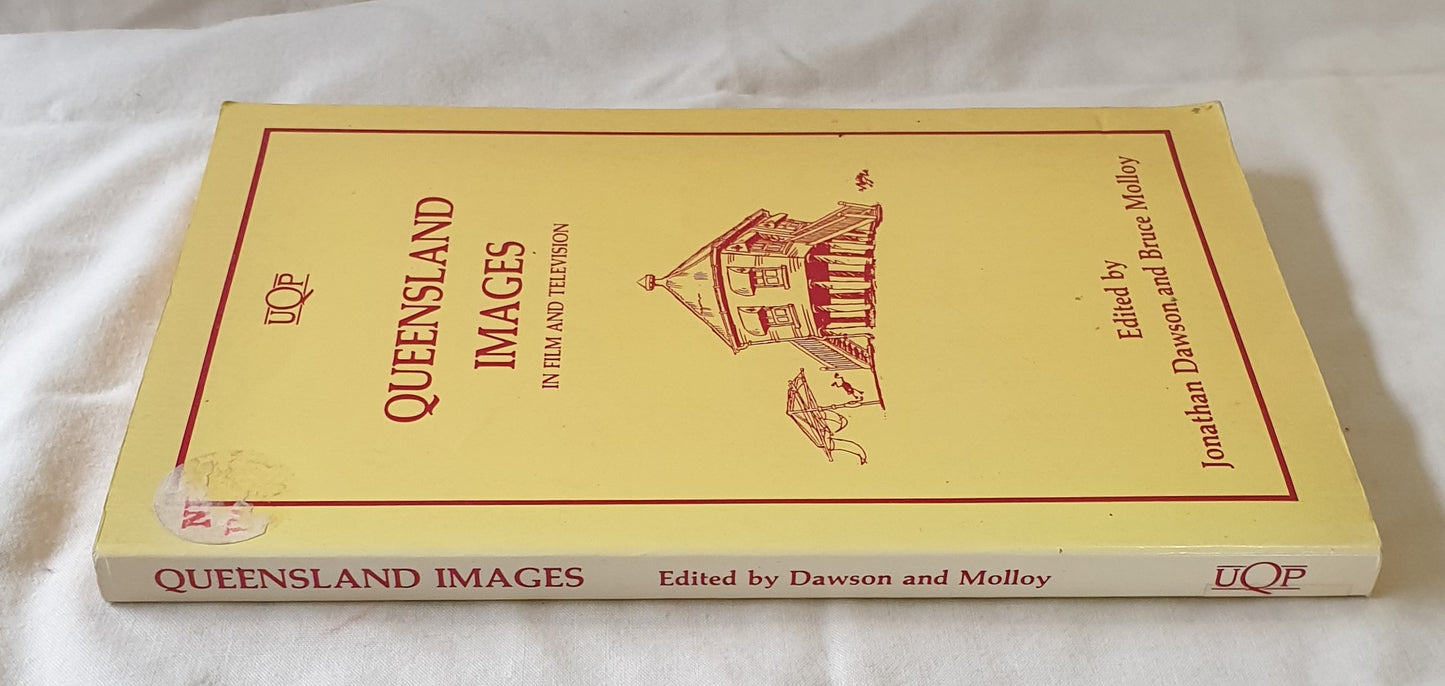 UQP
QUEENSLAND
IMAGES
IN FILM AND TELEVISION
Edited by
Jonathan Dawson and Bruce Molloy
QUEENSLAND IMAGES Edited by Dawson and Molloy UQP